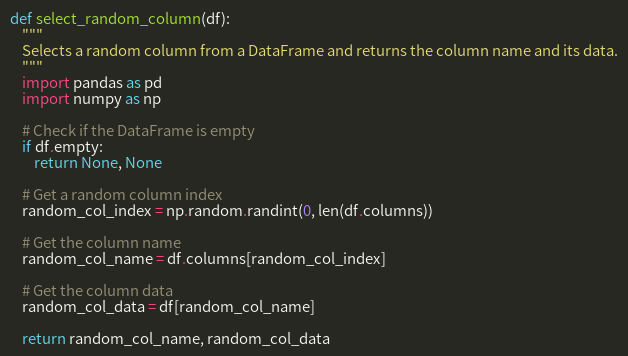 def select_random_column(df):
    """
    Selects a random column from a DataFrame and returns the column name and its data.
    """
    import pandas as pd
    import numpy as np

    # Check if the DataFrame is empty
    if df.empty:
        return None, None

    # Get a random column index
    random_col_index = np.random.randint(0, len(df.columns))

    # Get the column name
    random_col_name = df.columns[random_col_index]

    # Get the column data
    random_col_data = df[random_col_name]

    return random_col_name, random_col_data